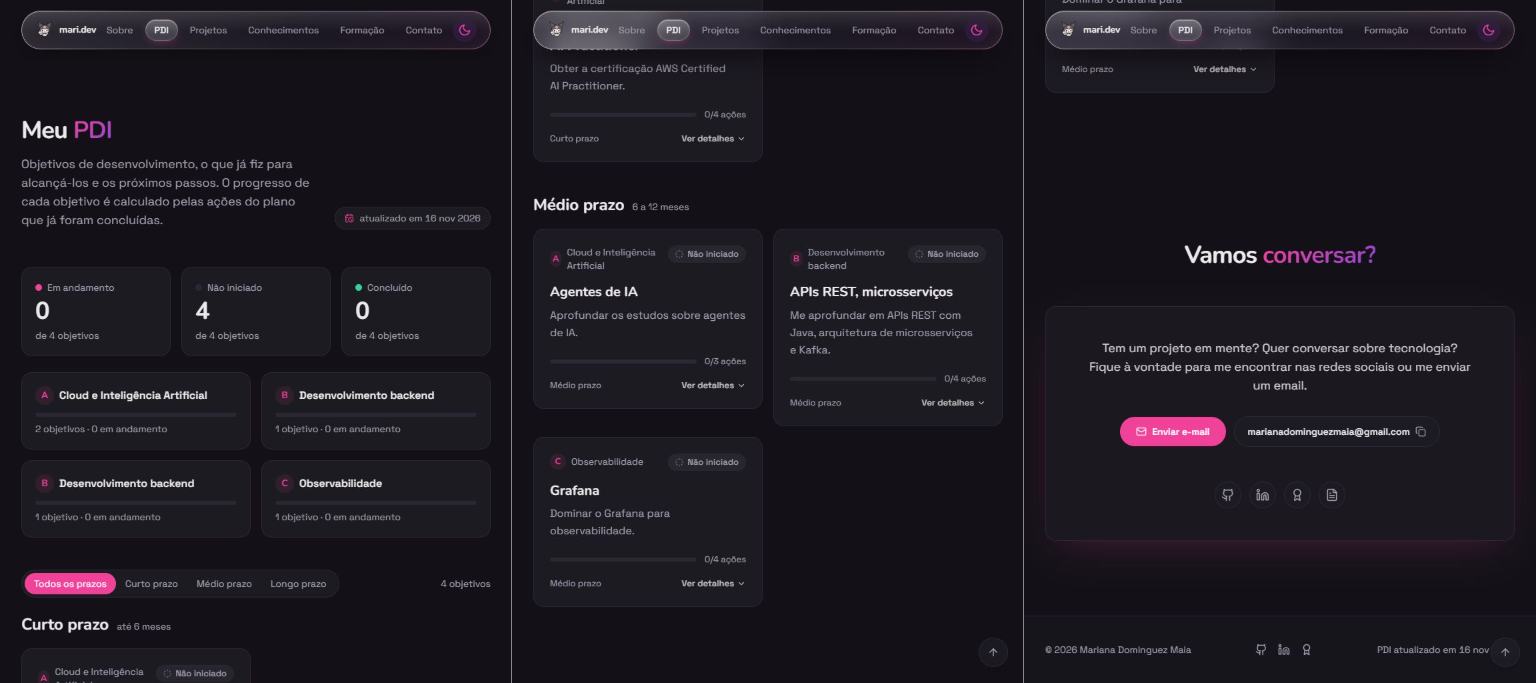 mari.dev Sobre PDI Projetos Conhecimentos Formação Contato
Meu PDI
Objetivos de desenvolvimento, o que já fiz para
alcançá-los e os próximos passos. O progresso de
cada objetivo é calculado pelas ações do plano
que já foram concluídas.
atualizado em 16 nov 2026
Em andamento
0
de 4 objetivos
Não iniciado
4
de 4 objetivos
Concluído
0
de 4 objetivos
A Cloud e Inteligência Artificial
2 objetivos · 0 em andamento
B Desenvolvimento backend
1 objetivo · 0 em andamento
B Desenvolvimento backend
1 objetivo · 0 em andamento
C Observabilidade
1 objetivo · 0 em andamento
Todos os prazos Curto prazo Médio prazo Longo prazo
4 objetivos
Curto prazo até 6 meses
A Cloud e Inteligência
Não iniciado
Artificial
mari.dev Sobre PDI Projetos Conhecimentos Formação Contato
Obter a certificação AWS Certified
AI Practitioner.
0/4 ações
Curto prazo Ver detalhes
Médio prazo 6 a 12 meses
A Cloud e Inteligência
Artificial
Não iniciado
Agentes de IA
Aprofundar os estudos sobre agentes
de IA.
0/3 ações
Médio prazo Ver detalhes
B Desenvolvimento
backend
Não iniciado
APIs REST, microsserviços
Me aprofundar em APIs REST com
Java, arquitetura de microsserviços
e Kafka.
0/4 ações
Médio prazo Ver detalhes
C Observabilidade
Não iniciado
Grafana
Dominar o Grafana para
observabilidade.
0/4 ações
Médio prazo Ver detalhes
Dominar o Grafana para
mari.dev Sobre PDI Projetos Conhecimentos Formação Contato
Médio prazo Ver detalhes
Vamos conversar?
Tem um projeto em mente? Quer conversar sobre tecnologia?
Fique à vontade para me encontrar nas redes sociais ou me enviar
um email.
Enviar e-mail
marianadominguezmaia@gmail.com
© 2026 Mariana Dominguez Maia
PDI atualizado em 16 nov